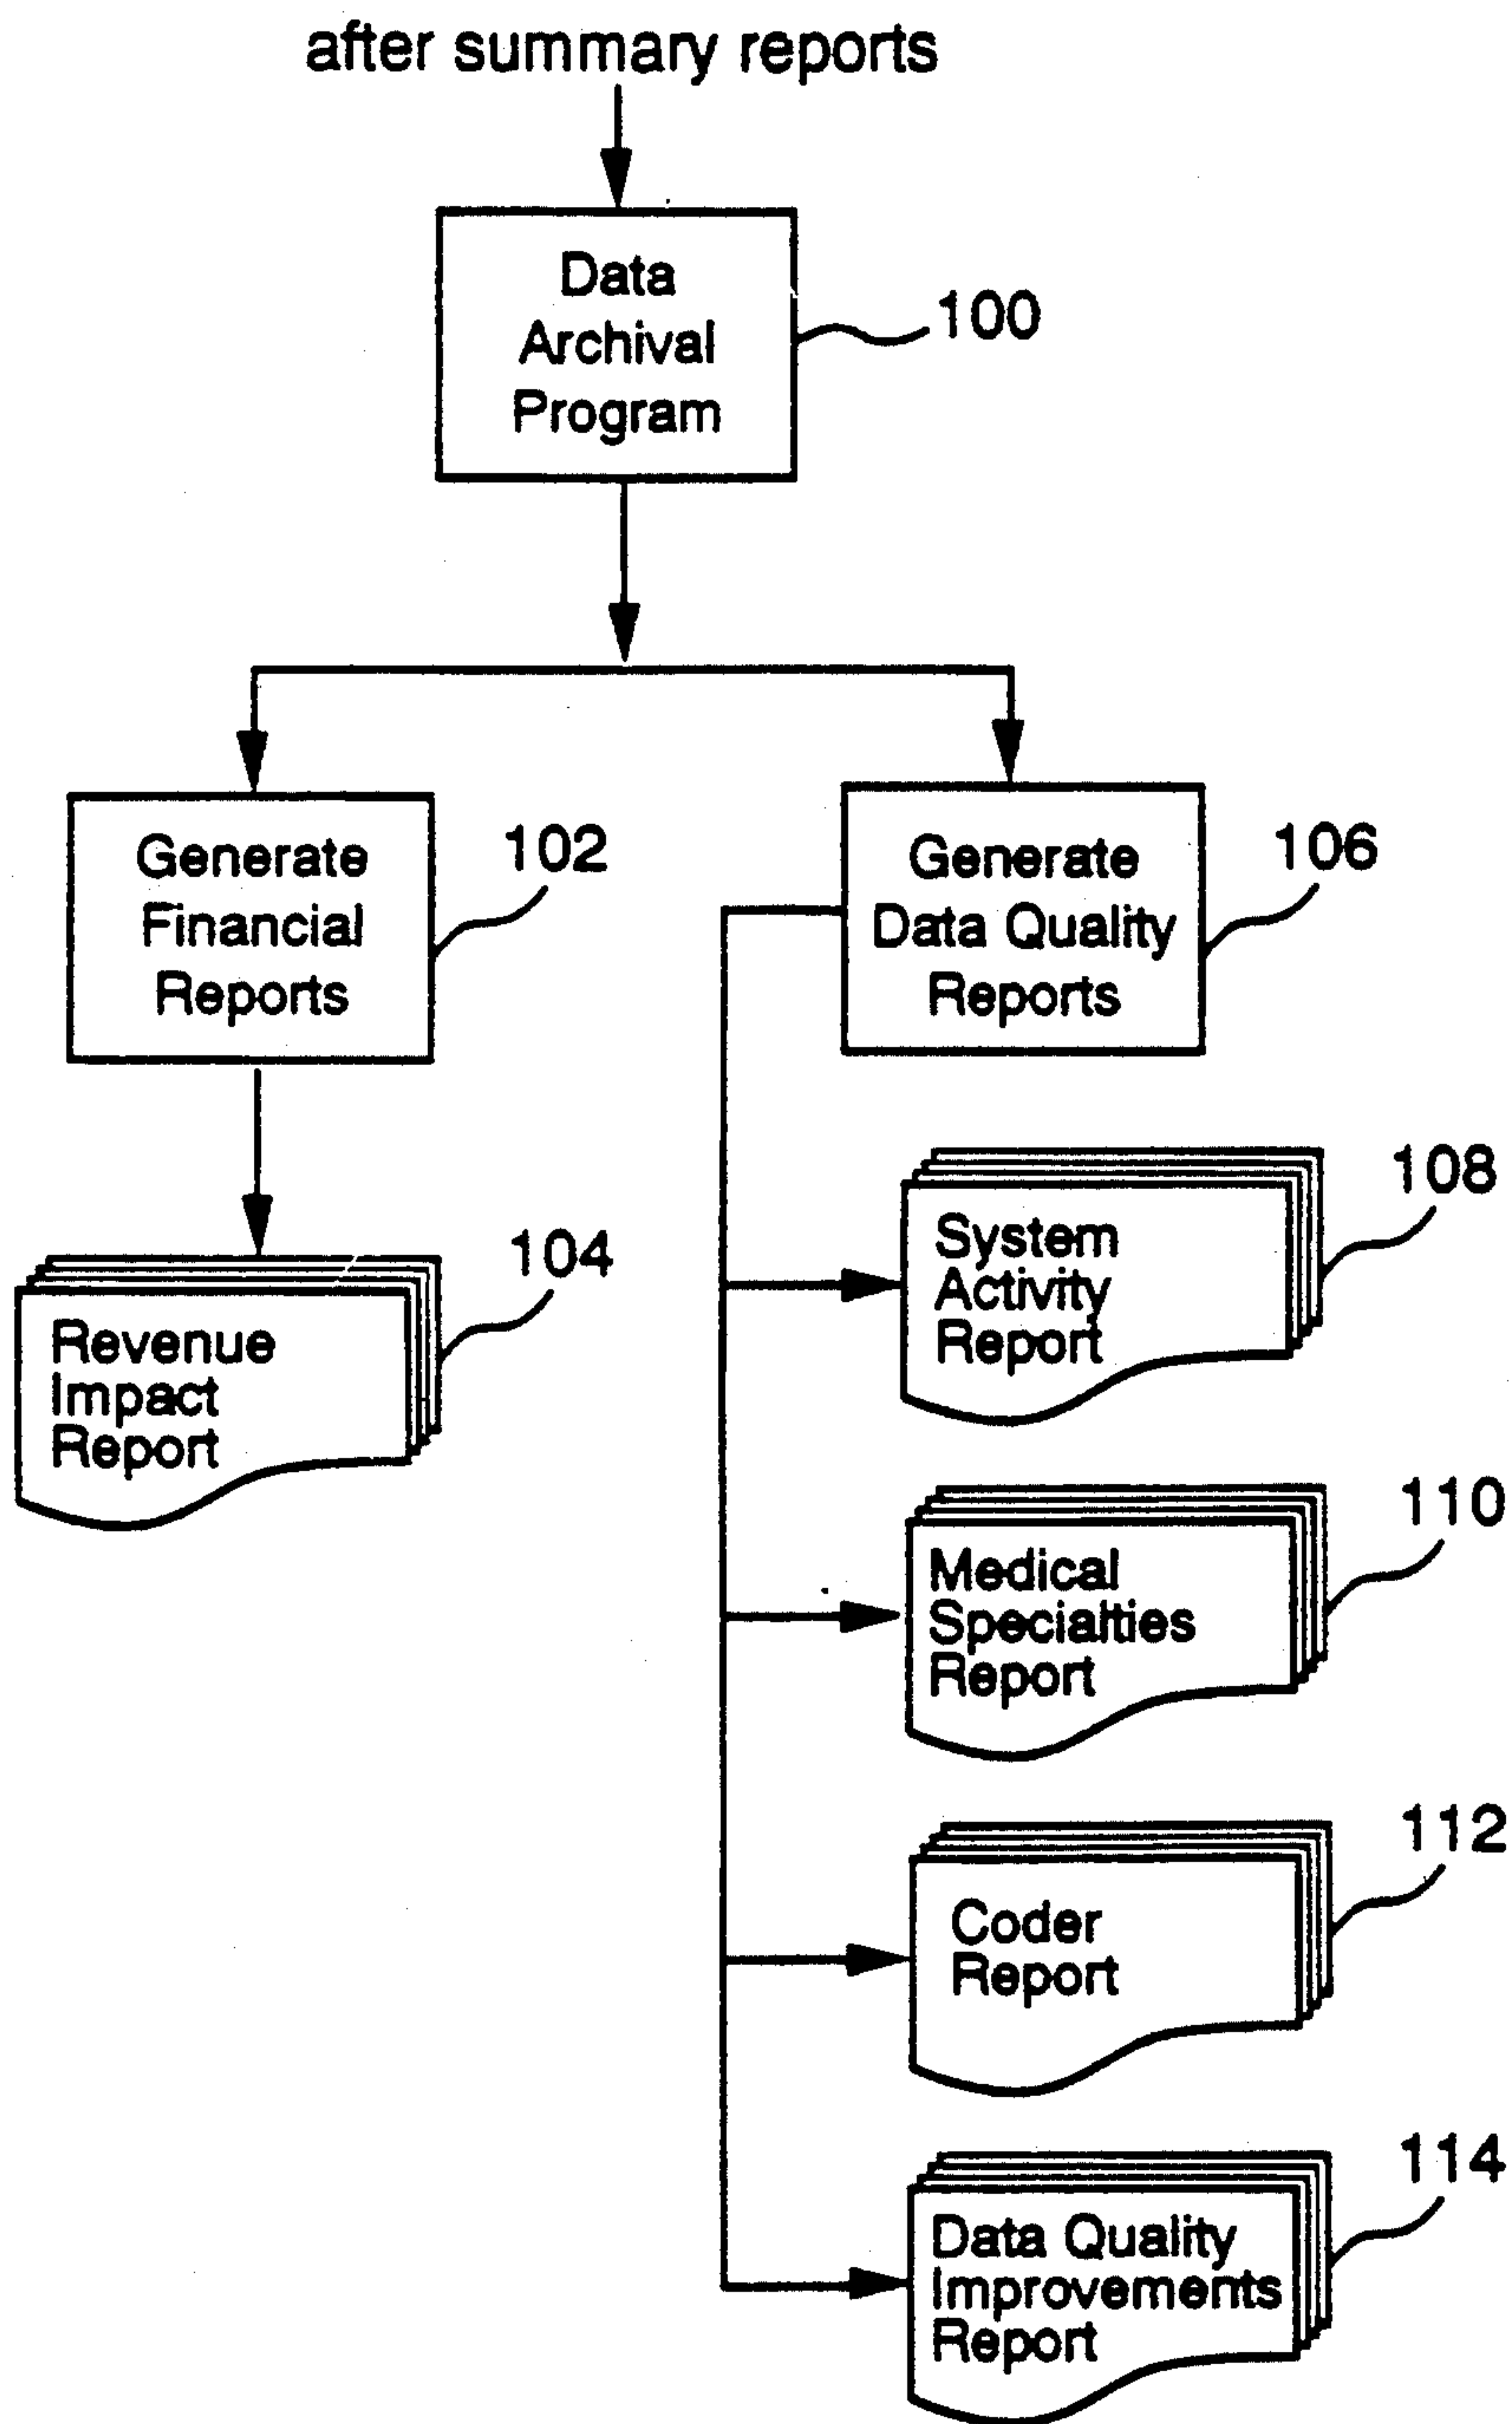 after summary reports
Data
Archival
Program
100
Generate
Financial
Reports
102
Generate
Data Quality
Reports
106
Revenue
Impact
Report
104
System
Activity
Report
108
Medical
Specialties
Report
110
Coder
Report
112
Data Quality
Improvements
Report
114